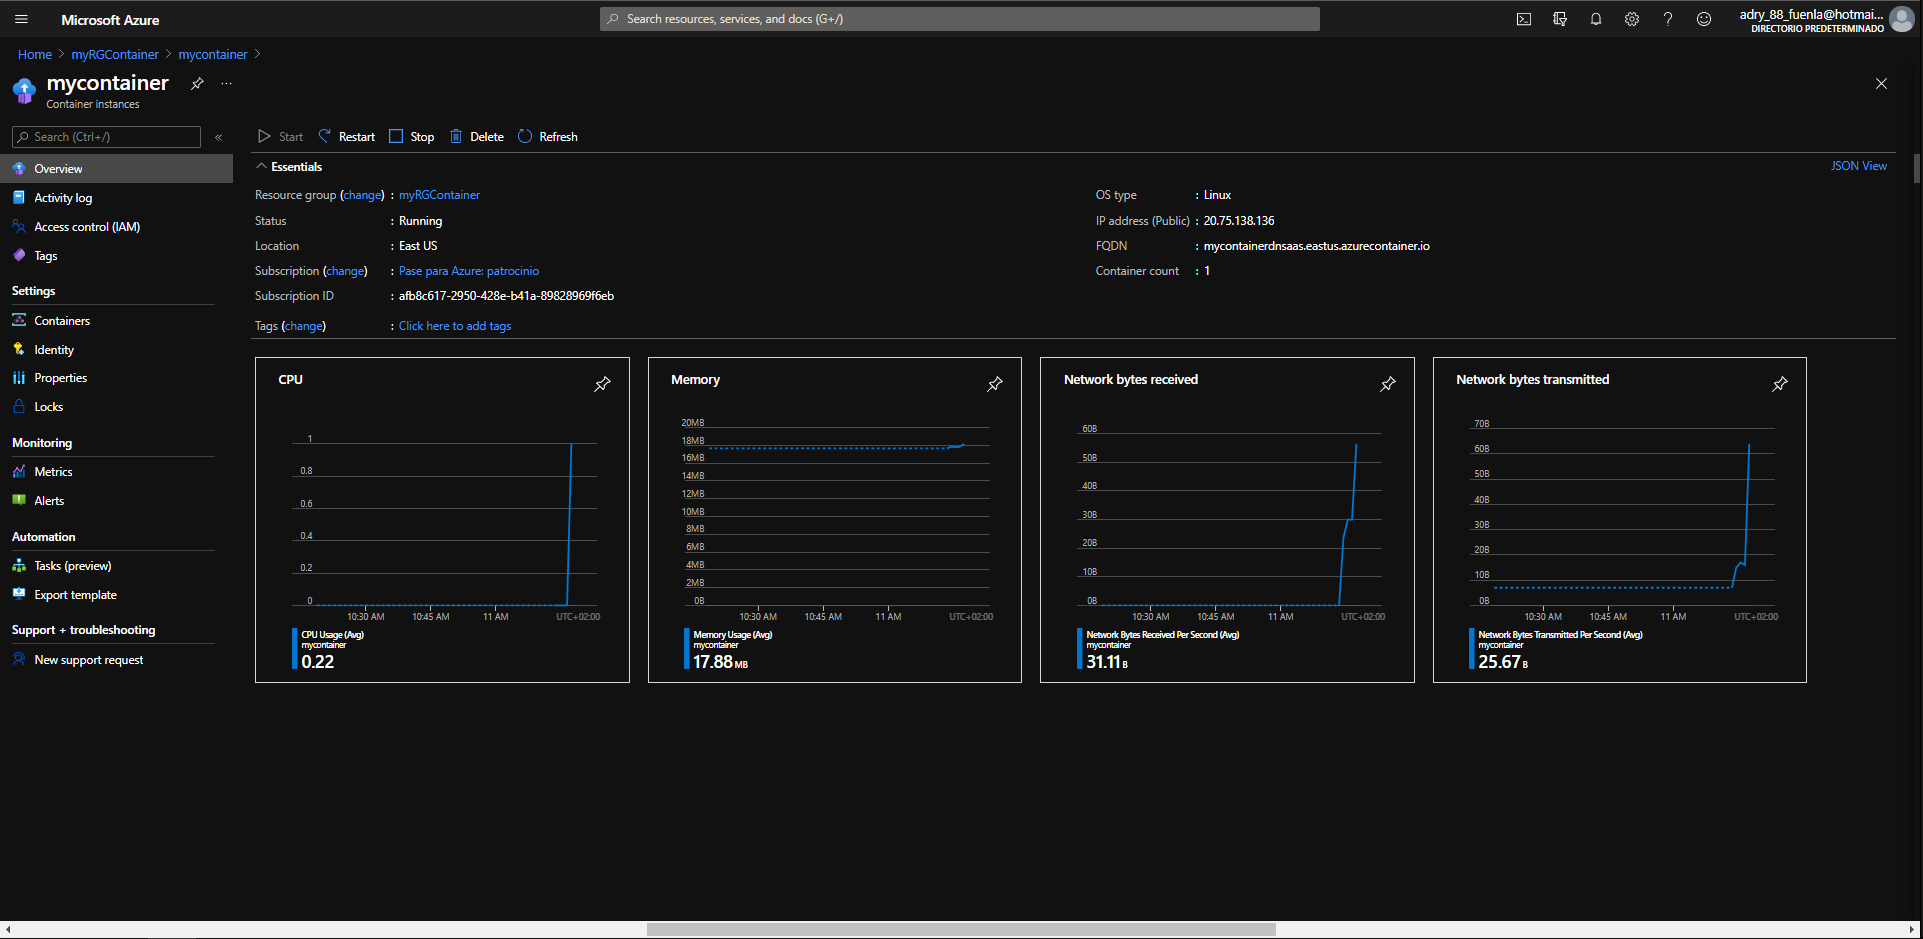 Microsoft Azure
Search resources, services, and docs (G+/)
adry_88_fuenla@hotmai...
DIRECTORIO PREDETERMINADO
Home > myRGContainer > mycontainer >
mycontainer
...
Container instances
Search (Ctrl+/)
«
Start Restart Stop Delete Refresh
Overview
Activity log
Access control (IAM)
Tags
Settings
Containers
Identity
Properties
Locks
Monitoring
Metrics
Alerts
Automation
Tasks (preview)
Export template
Support + troubleshooting
New support request
Essentials
JSON View
Resource group (change) : myRGContainer
Status : Running
Location : East US
Subscription (change) : Pase para Azure: patrocinio
Subscription ID : afb8c617-2950-428e-b41a-89828969f6eb
Tags (change) : Click here to add tags
OS type : Linux
IP address (Public) : 20.75.138.136
FQDN : mycontainerdnsaas.eastus.azurecontainer.io
Container count : 1
CPU
1
0.8
0.6
0.4
0.2
0
10:30 AM 10:45 AM 11 AM UTC+02:00
CPU Usage (Avg)
mycontainer
0.22
Memory
20MB
18MB
16MB
14MB
12MB
10MB
8MB
6MB
4MB
2MB
0B
10:30 AM 10:45 AM 11 AM UTC+02:00
Memory Usage (Avg)
mycontainer
17.88 MB
Network bytes received
60B
50B
40B
30B
20B
10B
0B
10:30 AM 10:45 AM 11 AM UTC+02:00
Network Bytes Received Per Second (Avg)
mycontainer
31.11 B
Network bytes transmitted
70B
60B
50B
40B
30B
20B
10B
0B
10:30 AM 10:45 AM 11 AM UTC+02:00
Network Bytes Transmitted Per Second (Avg)
mycontainer
25.67 B